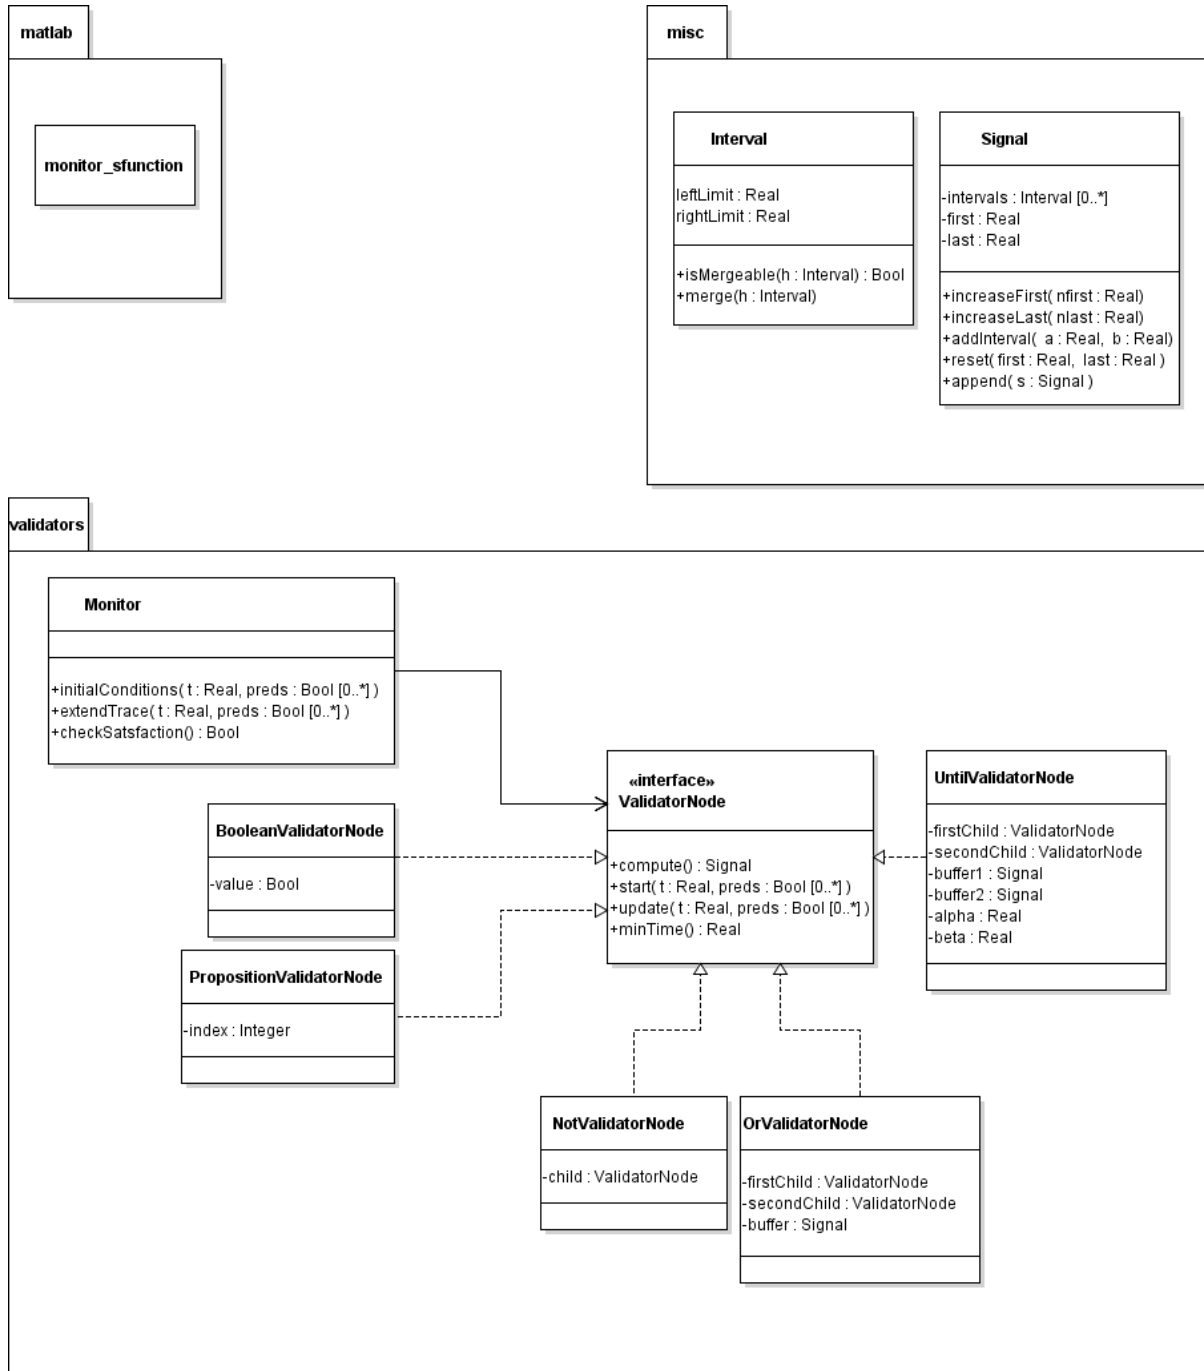 matlab
monitor_sfunction
misc
Interval
leftLimit : Real
rightLimit : Real
+isMergeable(h : Interval) : Bool
+merge(h : Interval)
Signal
-intervals : Interval [0..*]
-first : Real
-last : Real
+increaseFirst( nfirst : Real)
+increaseLast( nlast : Real)
+addInterval(  a : Real,  b : Real)
+reset( first : Real,  last : Real )
+append( s : Signal )
validators
Monitor
+initialConditions( t : Real, preds : Bool [0..*] )
+extendTrace( t : Real, preds : Bool [0..*] )
+checkSatsfaction() : Bool
«interface»
ValidatorNode
+compute() : Signal
+start( t : Real, preds : Bool [0..*] )
+update( t : Real, preds : Bool [0..*] )
+minTime() : Real
UntilValidatorNode
-firstChild : ValidatorNode
-secondChild : ValidatorNode
-buffer1 : Signal
-buffer2 : Signal
-alpha : Real
-beta : Real
BooleanValidatorNode
-value : Bool
PropositionValidatorNode
-index : Integer
NotValidatorNode
-child : ValidatorNode
OrValidatorNode
-firstChild : ValidatorNode
-secondChild : ValidatorNode
-buffer : Signal